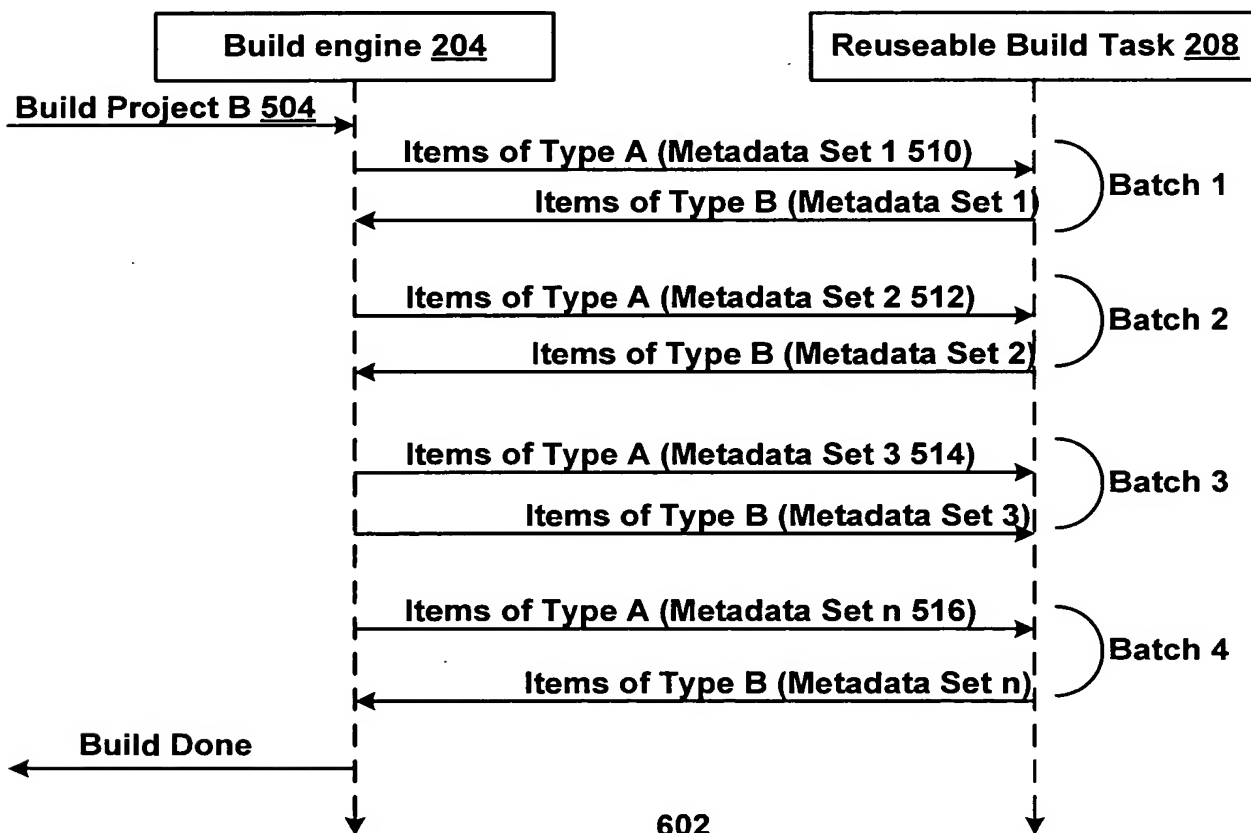 Build engine 204
Reuseable Build Task 208
Build Project B 504
Items of Type A (Metadata Set 1 510)
Items of Type B (Metadata Set 1)
Batch 1
Items of Type A (Metadata Set 2 512)
Items of Type B (Metadata Set 2)
Batch 2
Items of Type A (Metadata Set 3 514)
Items of Type B (Metadata Set 3)
Batch 3
Items of Type A (Metadata Set n 516)
Items of Type B (Metadata Set n)
Batch 4
Build Done
602